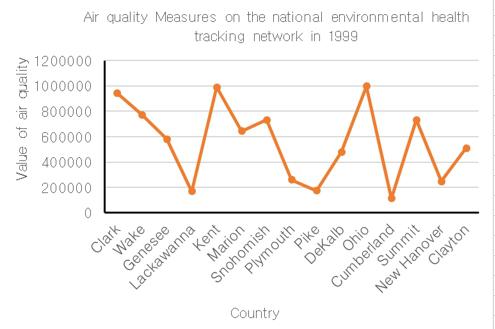 Air quality Measures on the national environmental health
tracking network in 1999
Value of air quality
1200000
1000000
800000
600000
400000
200000
0
Clark
Wake
Genesee
Lackawanna
Kent
Marion
Snohomish
Plymouth
Pike
DeKalb
Ohio
Cumberland
Summit
New Hanover
Clayton
Country